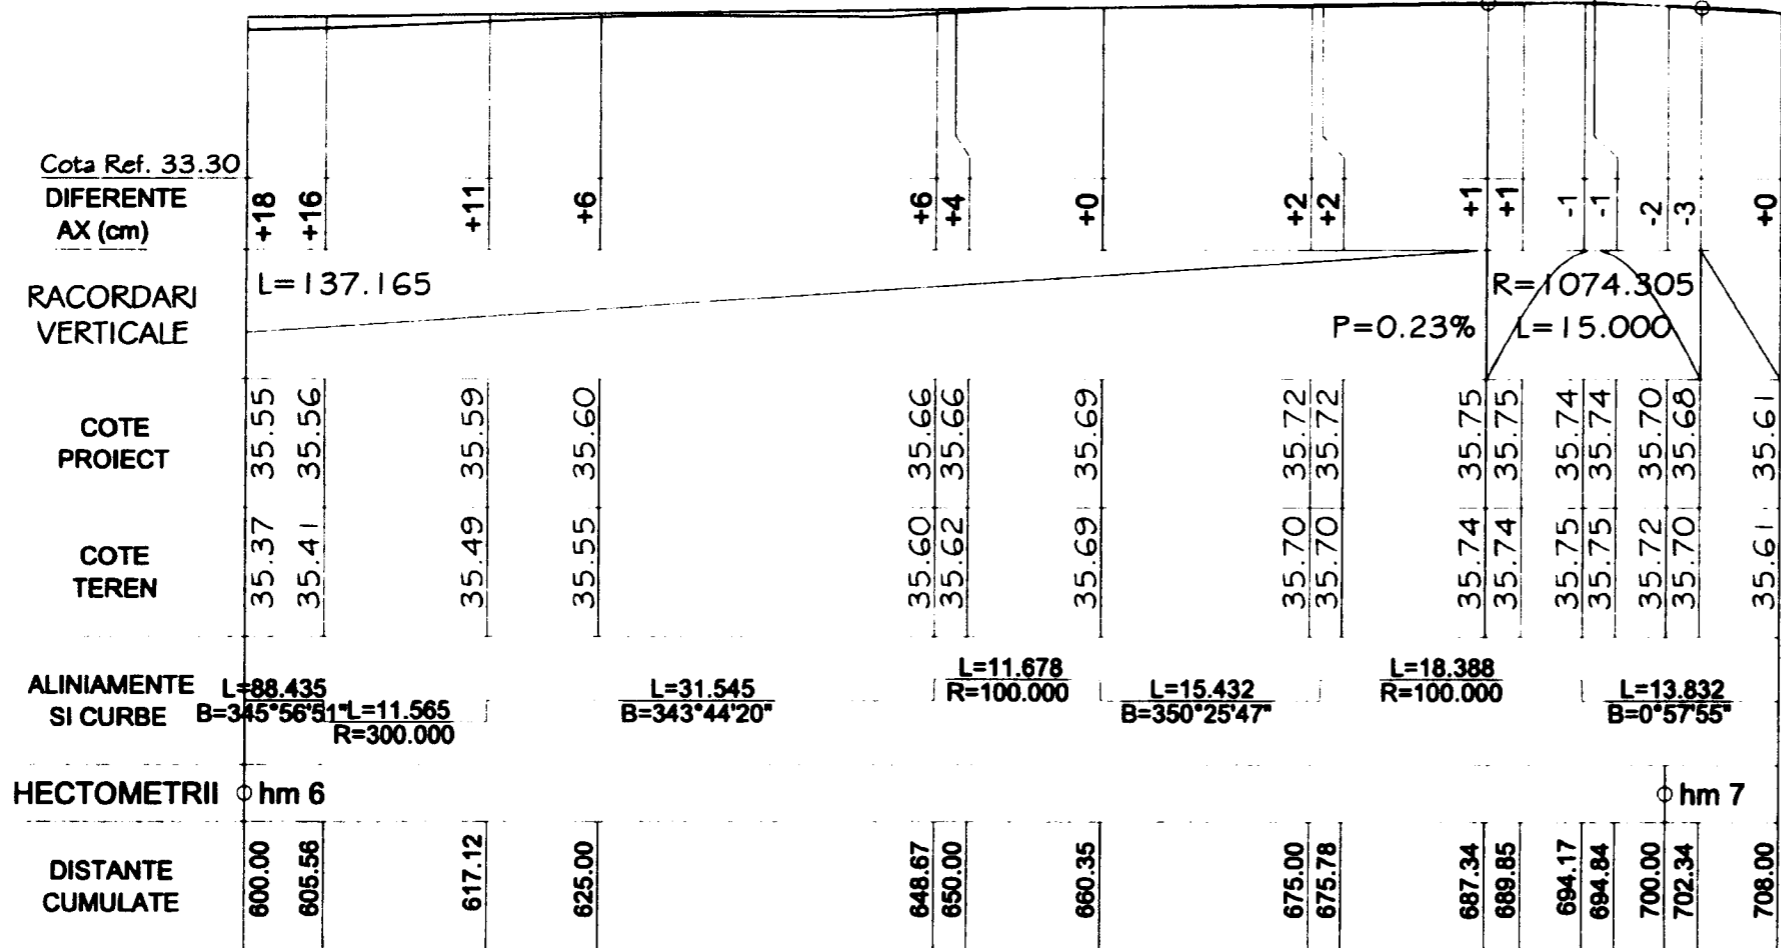 Cota Ref. 33.30
DIFERENTE
AX (cm)
+18 +16 +11 +6 +6 +4 +0 +2 +2 +1 +1 -1 -1 -2 -3 +0
RACORDARI
VERTICALE
L=137.165
P=0.23%
R=1074.305
L=15.000
COTE
PROIECT
35.55 35.56 35.59 35.60 35.66 35.66 35.69 35.72 35.72 35.75 35.75 35.74 35.74 35.70 35.68 35.61
COTE
TEREN
35.37 35.41 35.49 35.55 35.60 35.62 35.69 35.70 35.70 35.74 35.74 35.75 35.75 35.72 35.70 35.61
ALINIAMENTE
SI CURBE
L=88.435
B=345°56'51"
L=11.565
R=300.000
L=31.545
B=343°44'20"
L=11.678
R=100.000
L=15.432
B=350°25'47"
L=18.388
R=100.000
L=13.832
B=0°57'55"
HECTOMETRII hm 6 hm 7
DISTANTE
CUMULATE
600.00 605.56 617.12 625.00 648.67 650.00 660.35 675.00 675.78 687.34 689.85 694.17 694.84 700.00 702.34 708.00